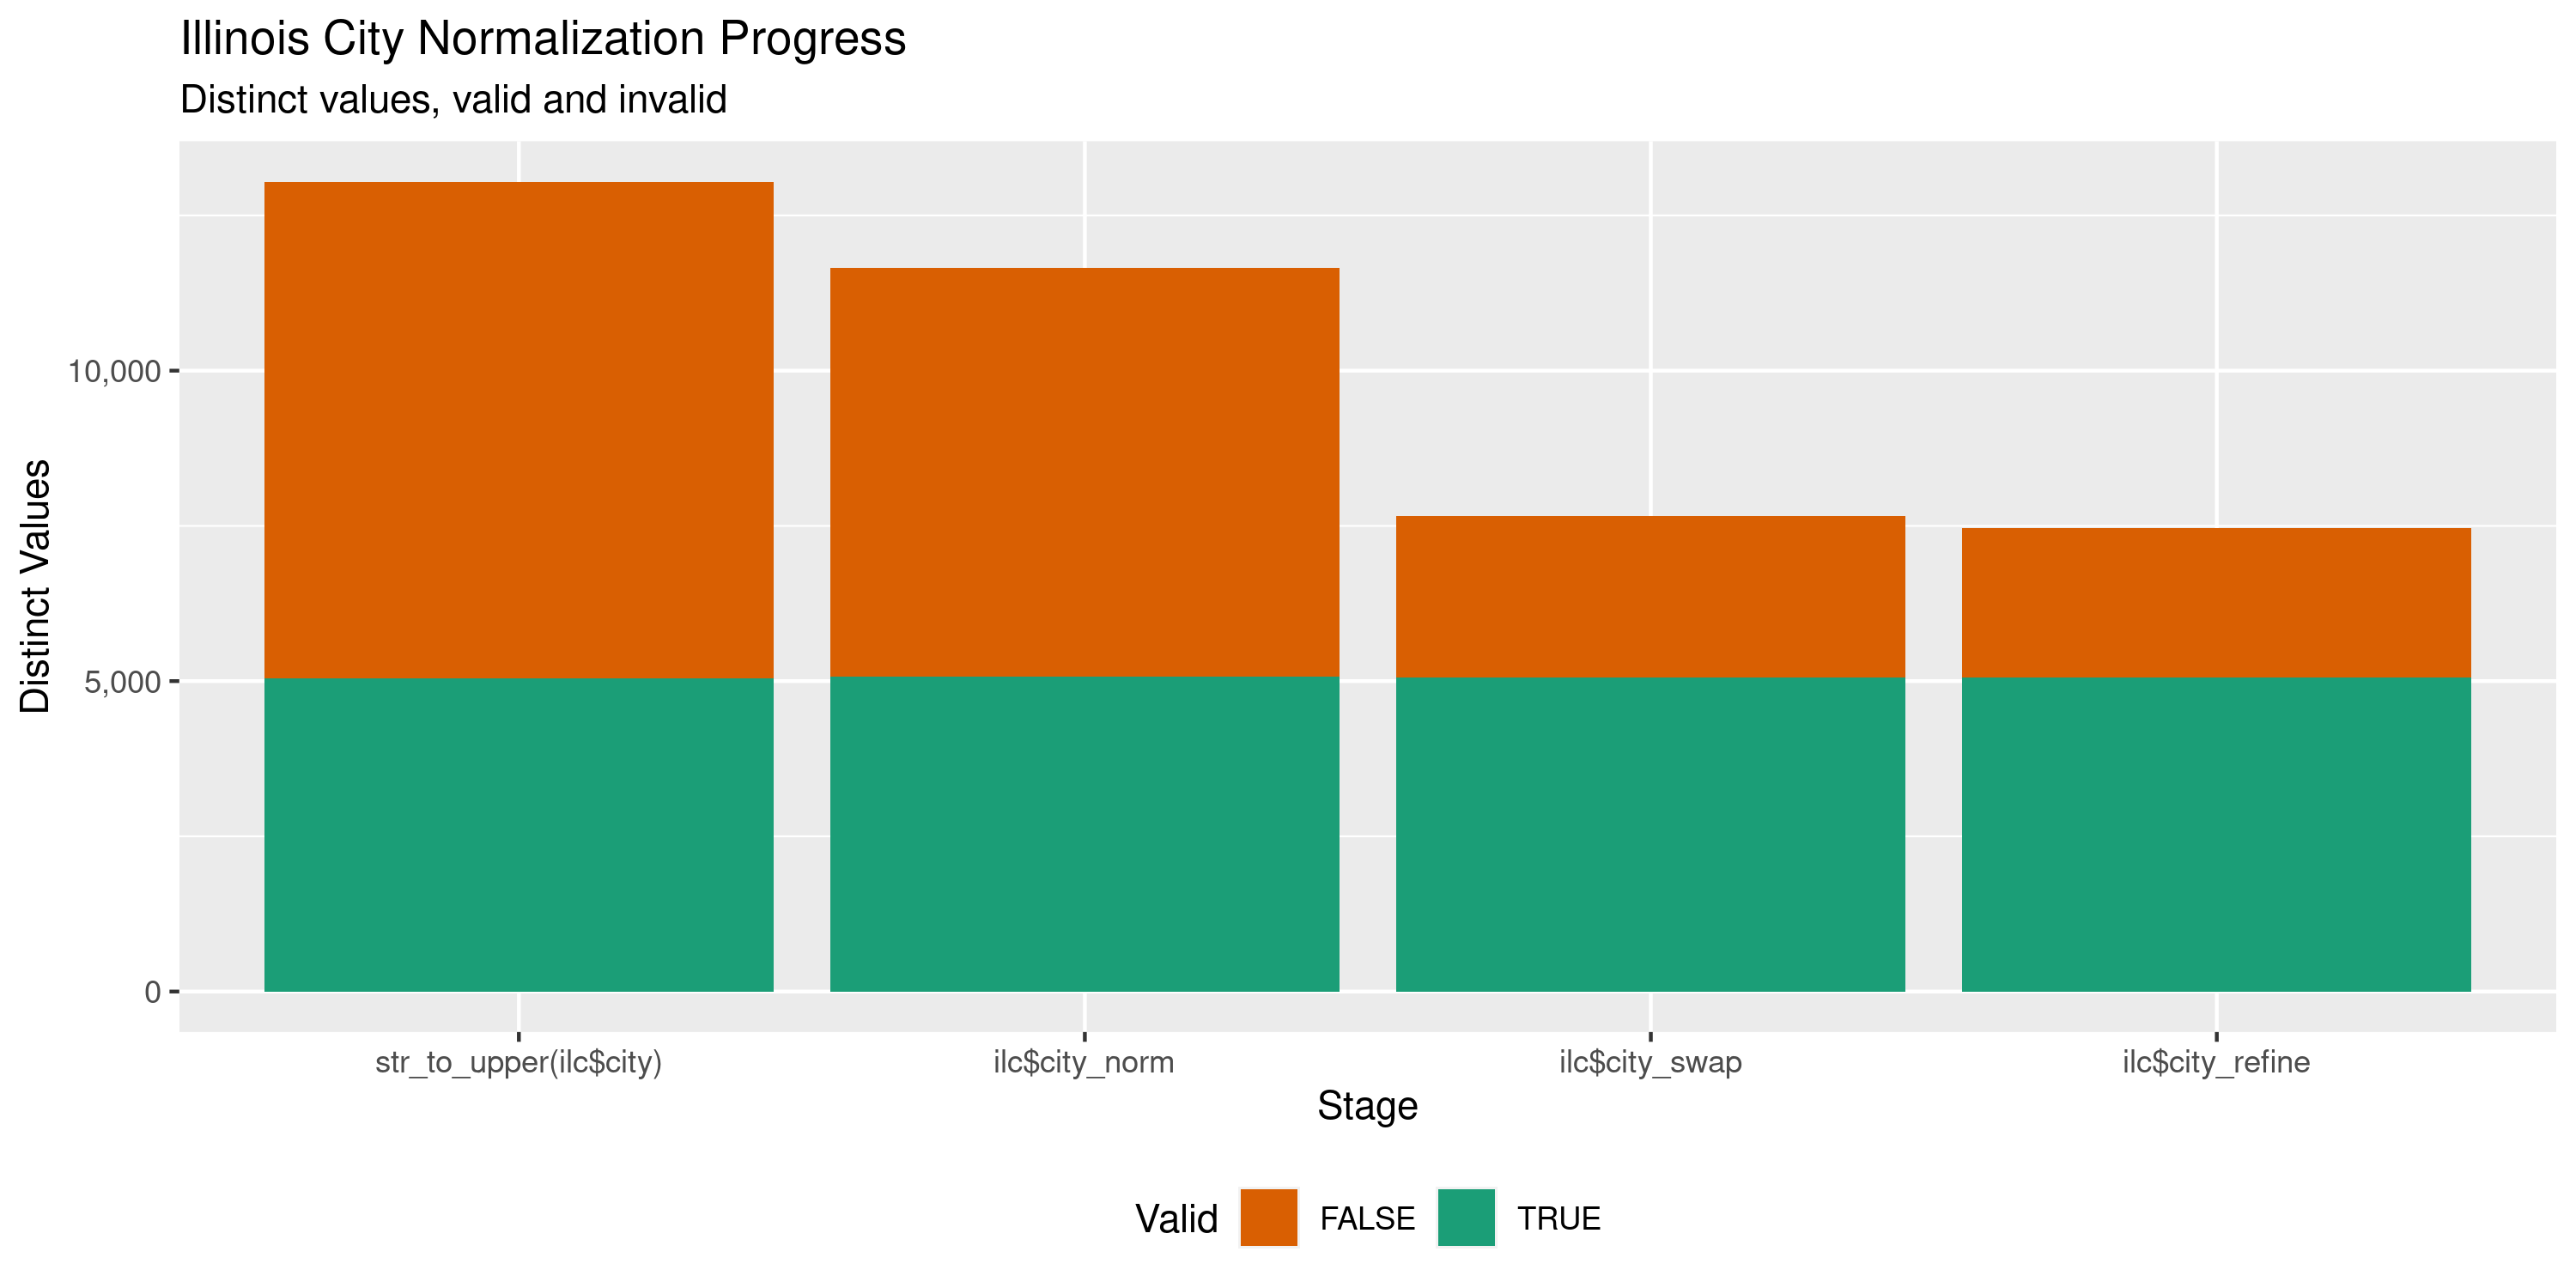 Illinois City Normalization Progress
Distinct values, valid and invalid
Distinct Values
10,000
5,000
0
str_to_upper(ilc$city)
ilc$city_norm
ilc$city_swap
ilc$city_refine
Stage
Valid FALSE TRUE